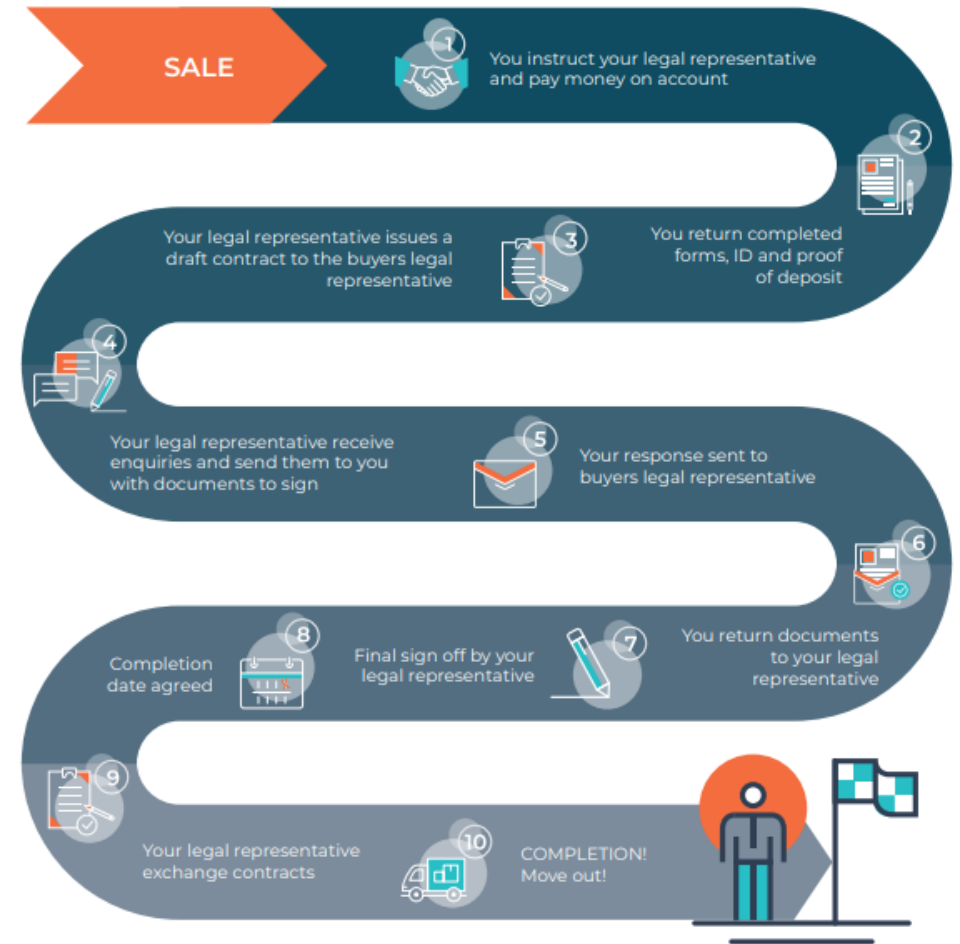 SALE
1
You instruct your legal representative
and pay money on account
2
You return completed
forms, ID and proof
of deposit
3
Your legal representative issues a
draft contract to the buyers legal
representative
4
Your legal representative receive
enquiries and send them to you
with documents to sign
5
Your response sent to
buyers legal representative
6
You return documents
to your legal
representative
7
Final sign off by your
legal representative
8
Completion
date agreed
9
Your legal representative
exchange contracts
10
COMPLETION!
Move out!